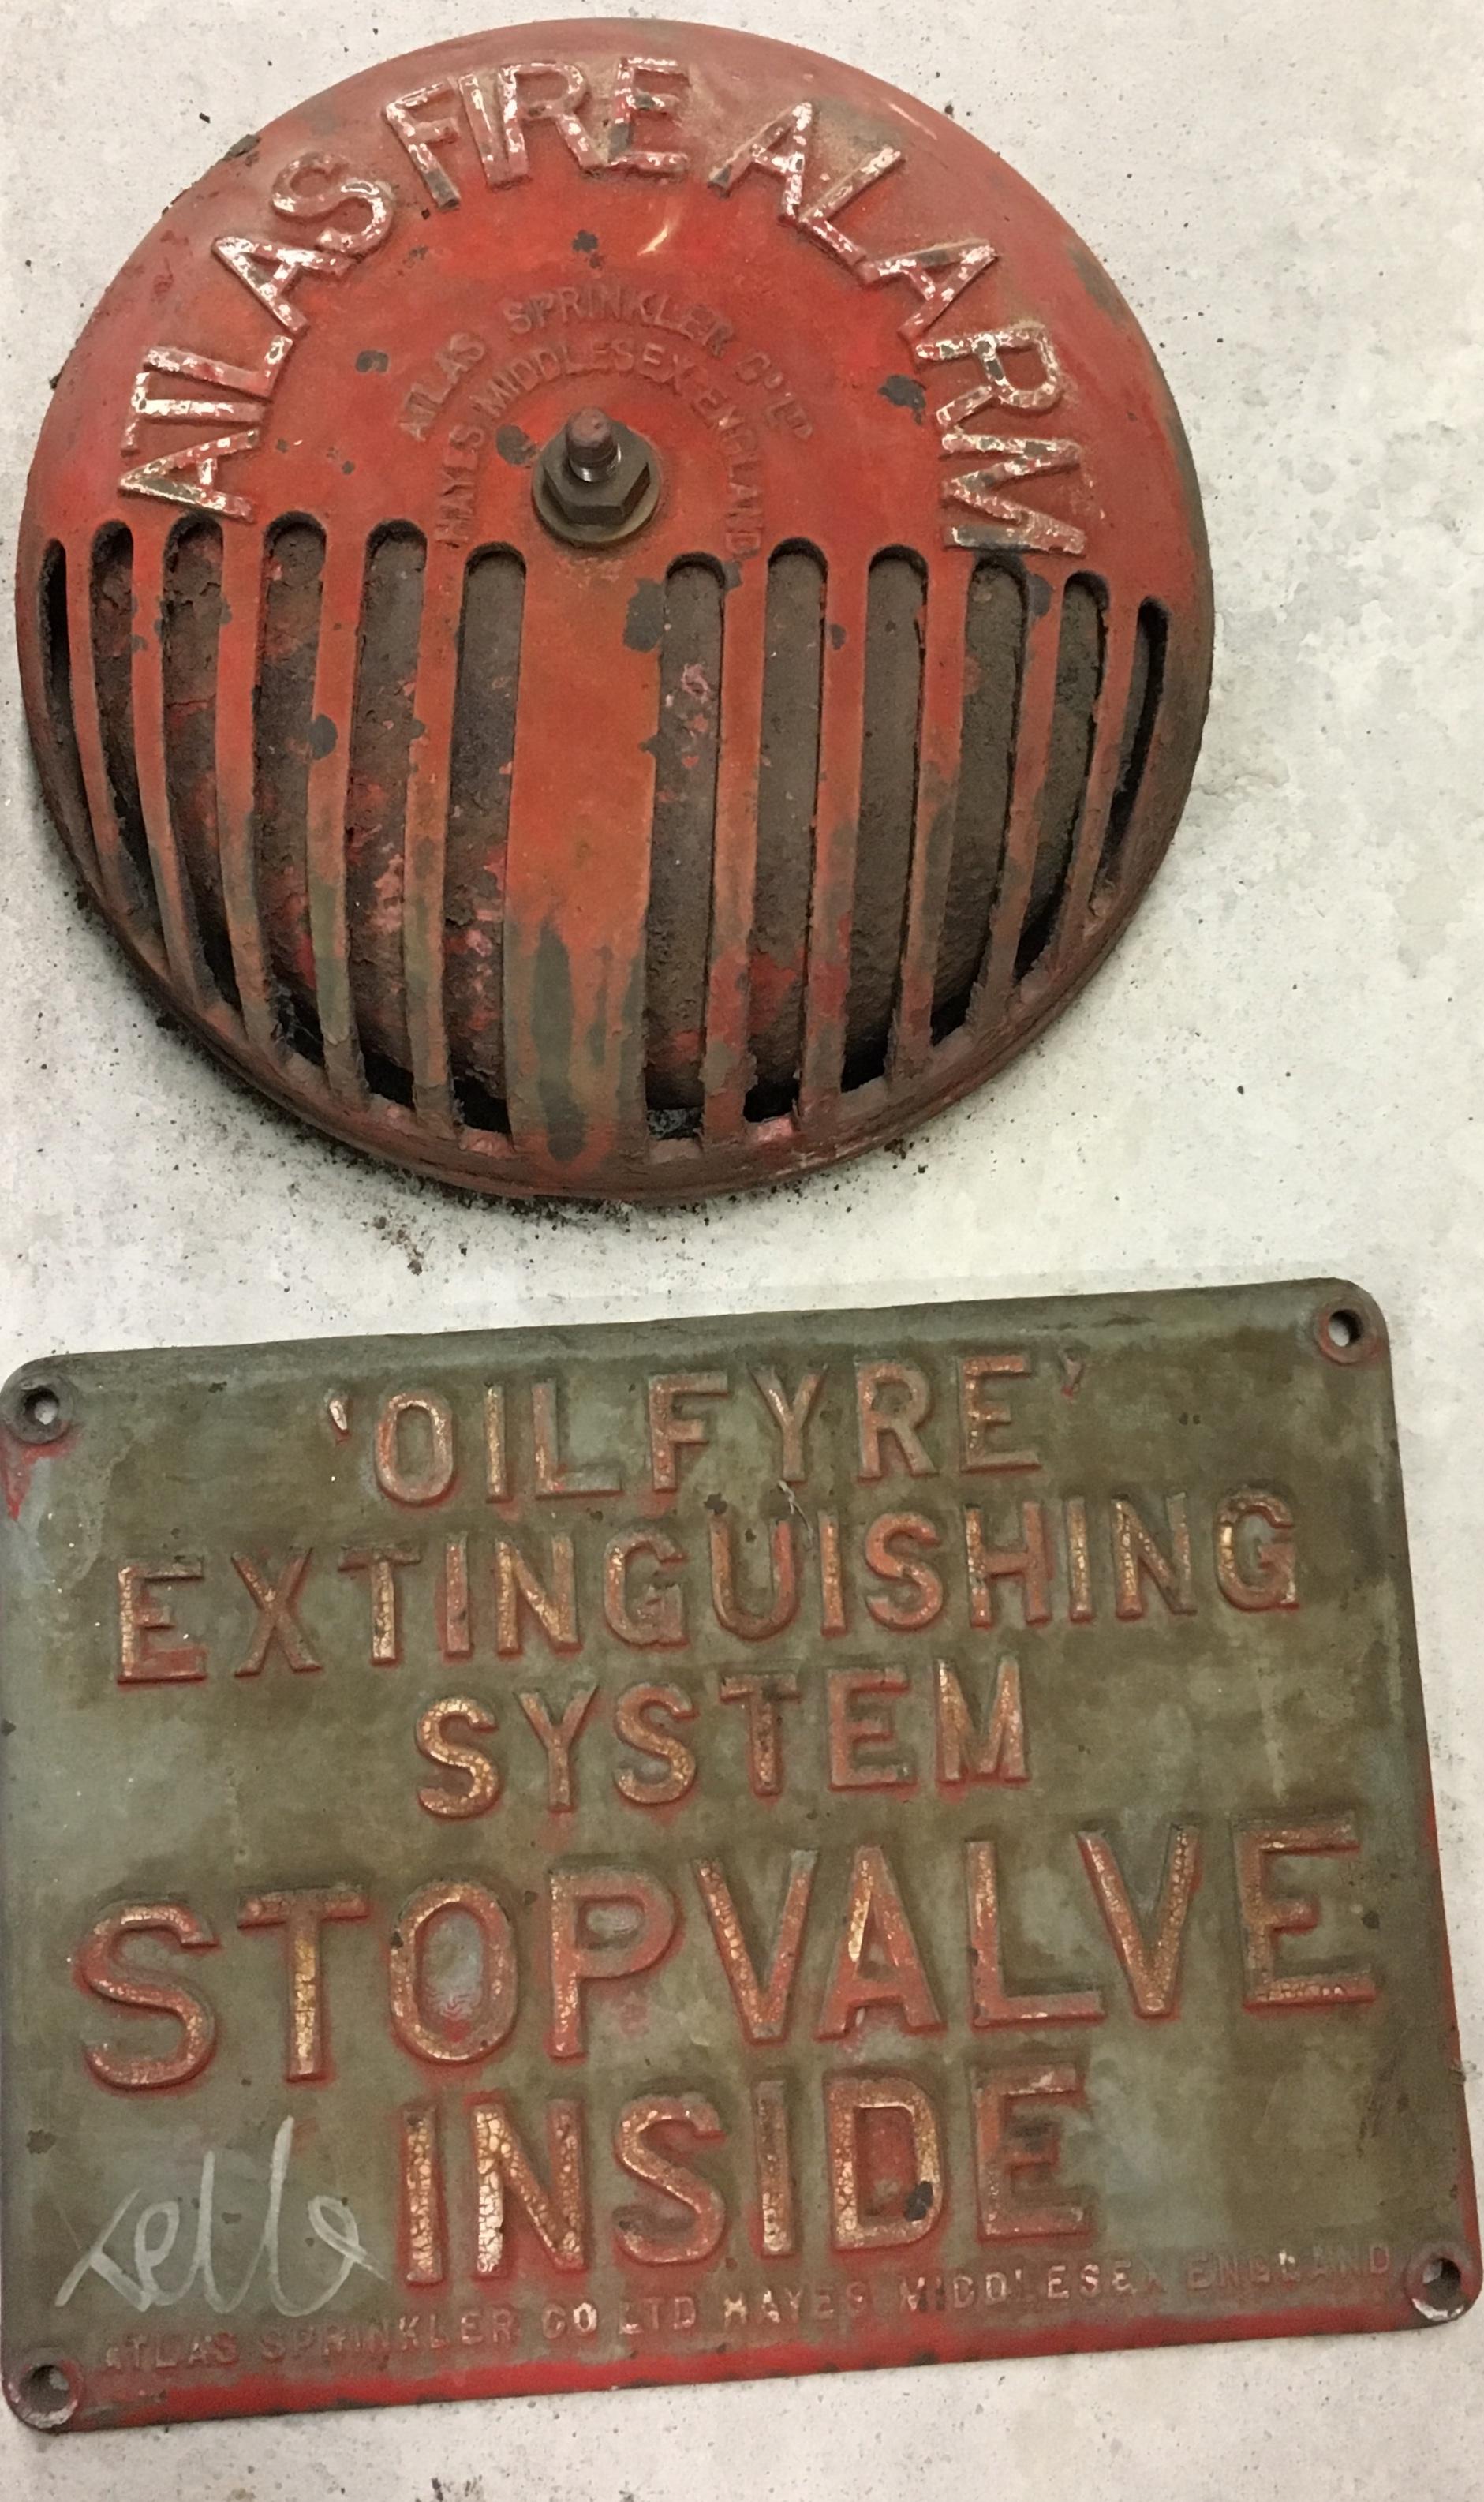 ATLAS FIRE ALARM
ATLAS SPRINKLER CO LTD
HAYES MIDDLESEX ENGLAND
'OILFYRE'
EXTINGUISHING
SYSTEM
STOPVALVE
INSIDE
ATLAS SPRINKLER CO LTD HAYES MIDDLESEX ENGLAND